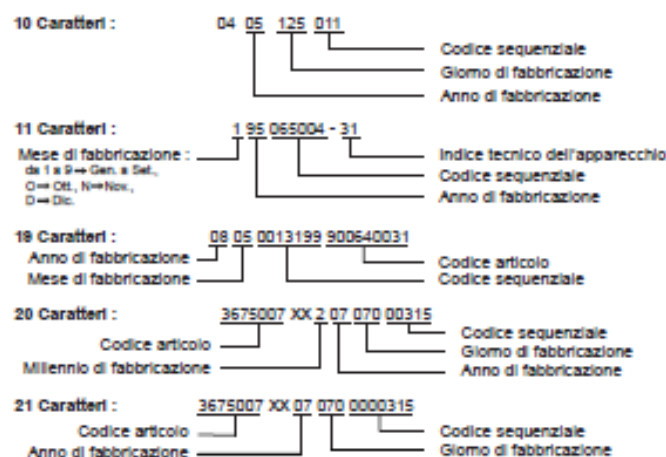 10 Caratteri : 04 05 125 011
Codice sequenziale
Giorno di fabbricazione
Anno di fabbricazione
11 Caratteri : 1 95 065004 - 31
Mese di fabbricazione : Indice tecnico dell'apparecchio
da 1 a 9 → Gen. a Set.,
Codice sequenziale
O → Ott., N → Nov.,
Anno di fabbricazione
D → Dic.
19 Caratteri : 08 05 0013199 900640031
Anno di fabbricazione Codice articolo
Mese di fabbricazione Codice sequenziale
20 Caratteri : 3675007 XX 2 07 070 00315
Codice sequenziale
Codice articolo Giorno di fabbricazione
Millennio di fabbricazione Anno di fabbricazione
21 Caratteri : 3675007 XX 07 070 0000315
Codice articolo Codice sequenziale
Anno di fabbricazione Giorno di fabbricazione